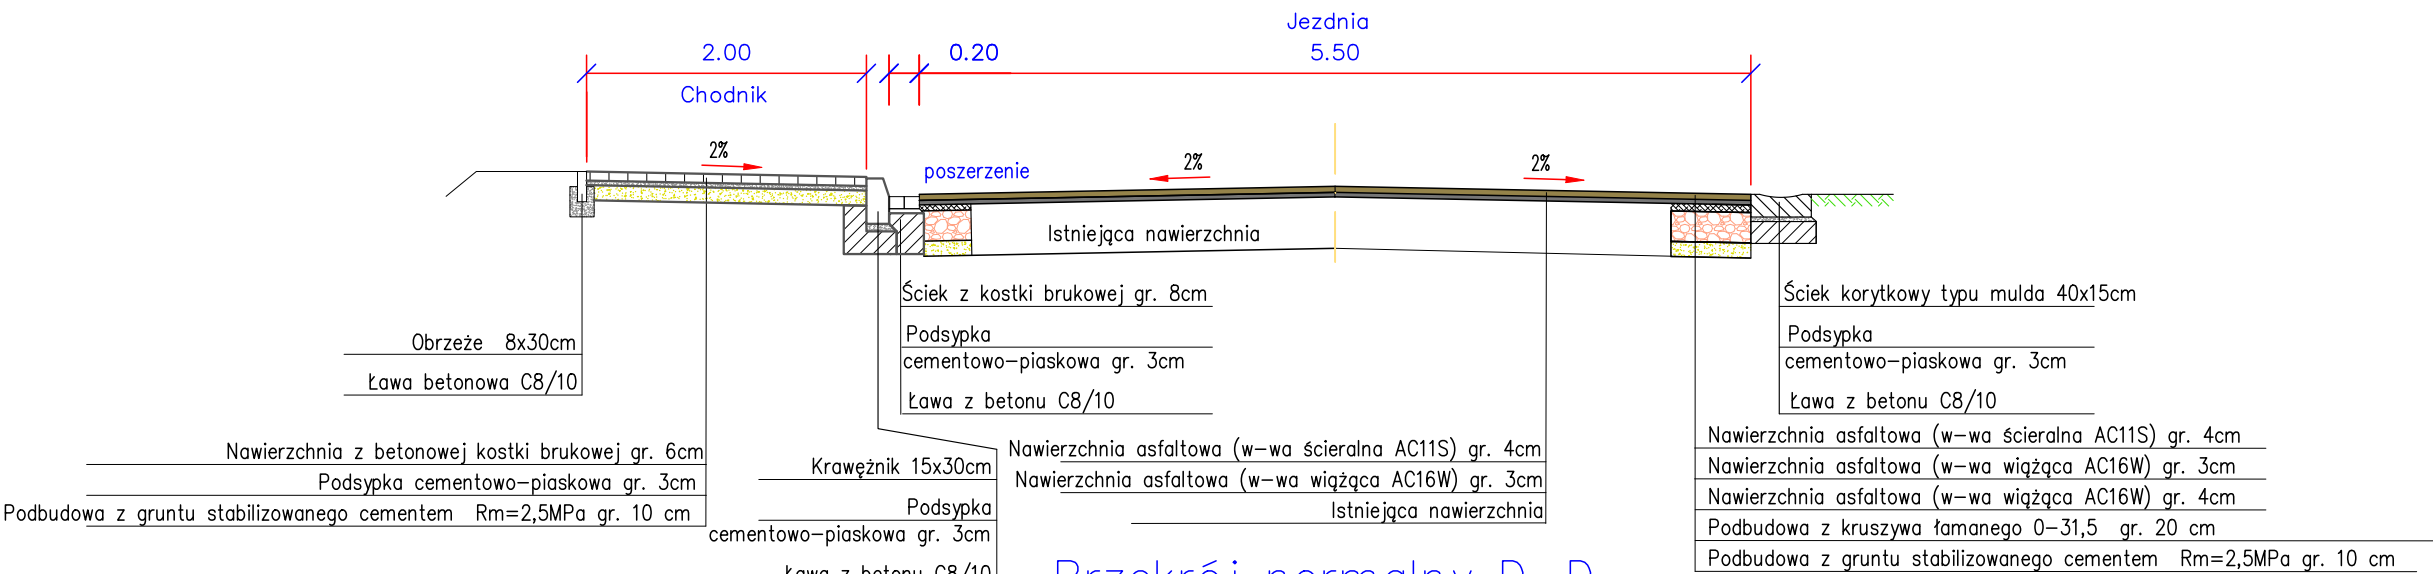 Jezdnia
2.00
0.20
5.50
Chodnik
2%
poszerzenie
2%
2%
Istniejąca nawierzchnia
Ściek z kostki brukowej gr. 8cm
Podsypka
cementowo-piaskowa gr. 3cm
Ława z betonu C8/10
Ściek korytkowy typu mulda 40x15cm
Podsypka
cementowo-piaskowa gr. 3cm
Ława z betonu C8/10
Obrzeże 8x30cm
Ława betonowa C8/10
Nawierzchnia z betonowej kostki brukowej gr. 6cm
Podsypka cementowo-piaskowa gr. 3cm
Podbudowa z gruntu stabilizowanego cementem Rm=2,5MPa gr. 10 cm
Krawężnik 15x30cm
Podsypka
cementowo-piaskowa gr. 3cm
Ława z betonu C8/10
Nawierzchnia asfaltowa (w-wa ścieralna AC11S) gr. 4cm
Nawierzchnia asfaltowa (w-wa wiążąca AC16W) gr. 3cm
Istniejąca nawierzchnia
Nawierzchnia asfaltowa (w-wa ścieralna AC11S) gr. 4cm
Nawierzchnia asfaltowa (w-wa wiążąca AC16W) gr. 3cm
Nawierzchnia asfaltowa (w-wa wiążąca AC16W) gr. 4cm
Podbudowa z kruszywa łamanego 0-31,5 gr. 20 cm
Podbudowa z gruntu stabilizowanego cementem Rm=2,5MPa gr. 10 cm
Przekrój normalny